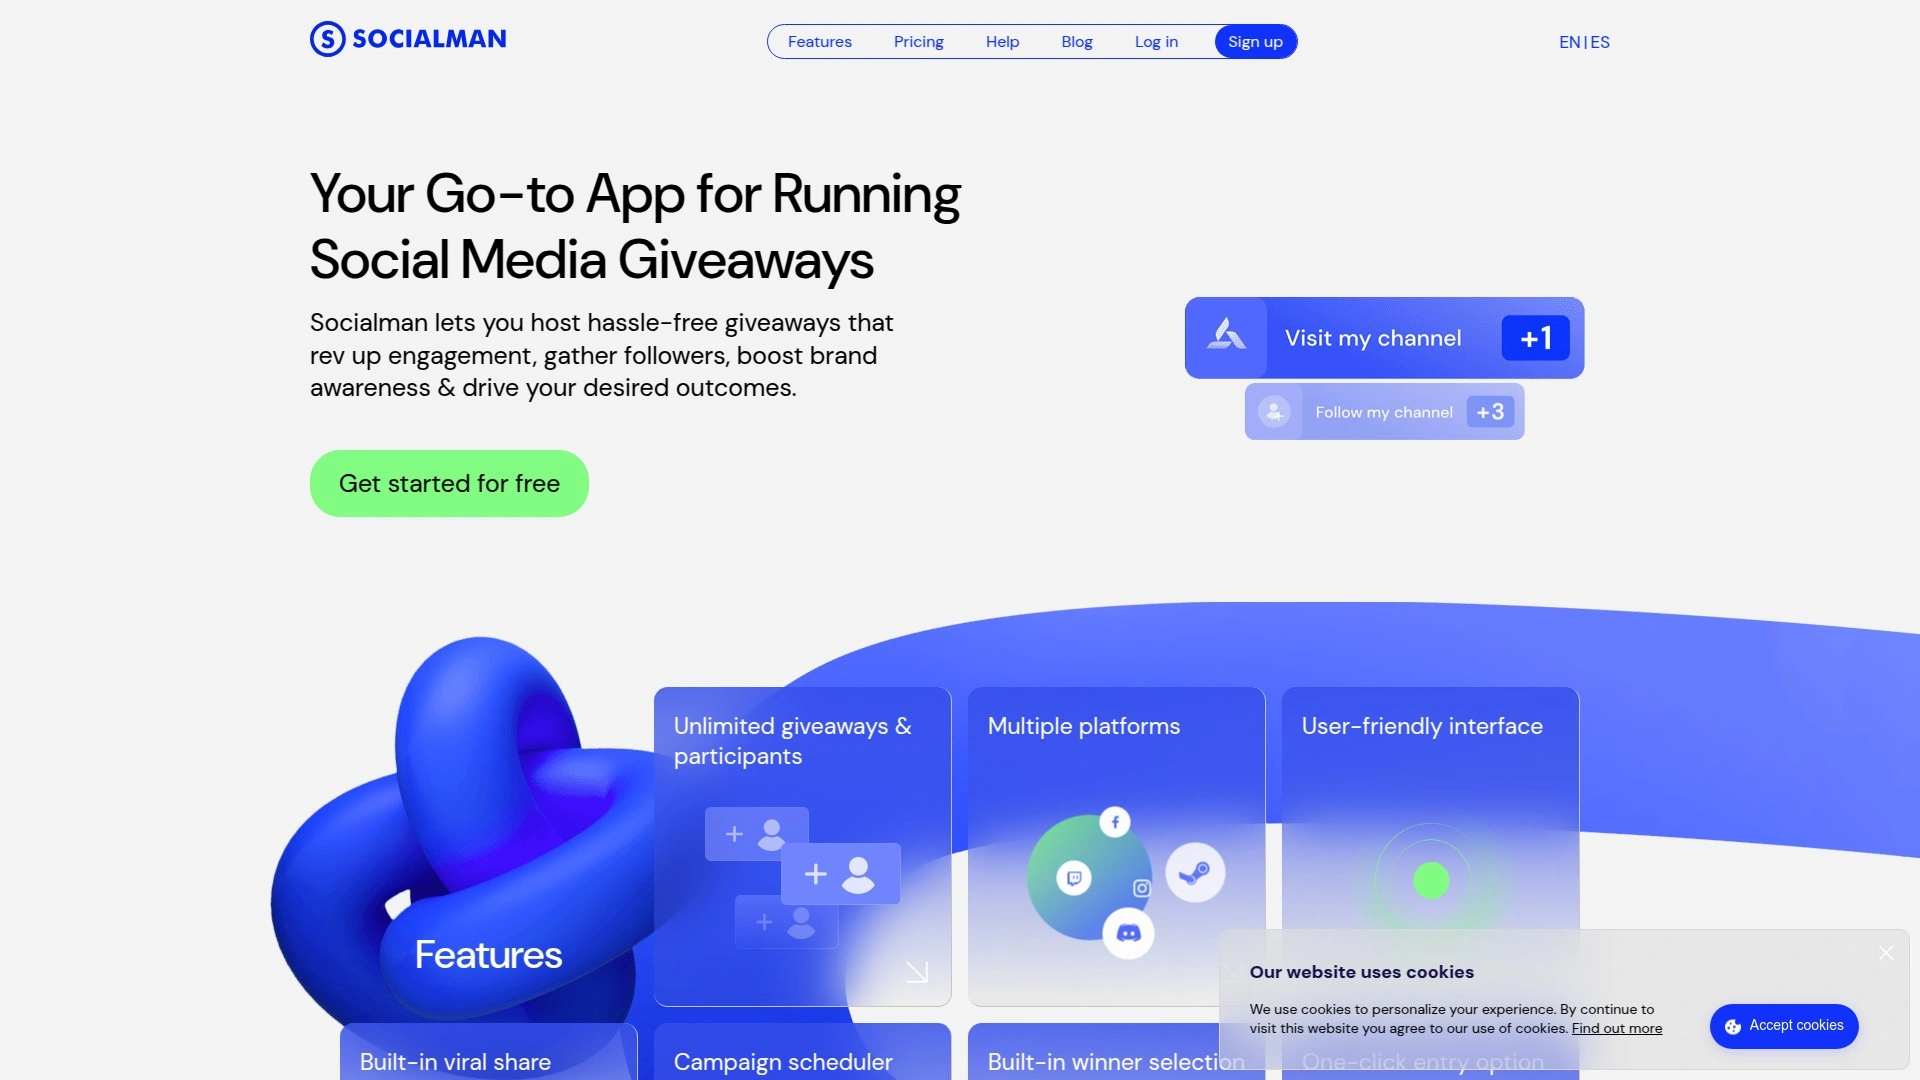 SOCIALMAN
Features
Pricing
Help
Blog
Log in
Sign up
EN | ES
Your Go-to App for Running
Social Media Giveaways
Socialman lets you host hassle-free giveaways that
rev up engagement, gather followers, boost brand
awareness & drive your desired outcomes.
Get started for free
Visit my channel
+1
Follow my channel
+3
Features
Unlimited giveaways &
participants
Multiple platforms
User-friendly interface
Built-in viral share
Campaign scheduler
Built-in winner selection
One-click entry option
Our website uses cookies
We use cookies to personalize your experience. By continue to
visit this website you agree to our use of cookies. Find out more
Accept cookies